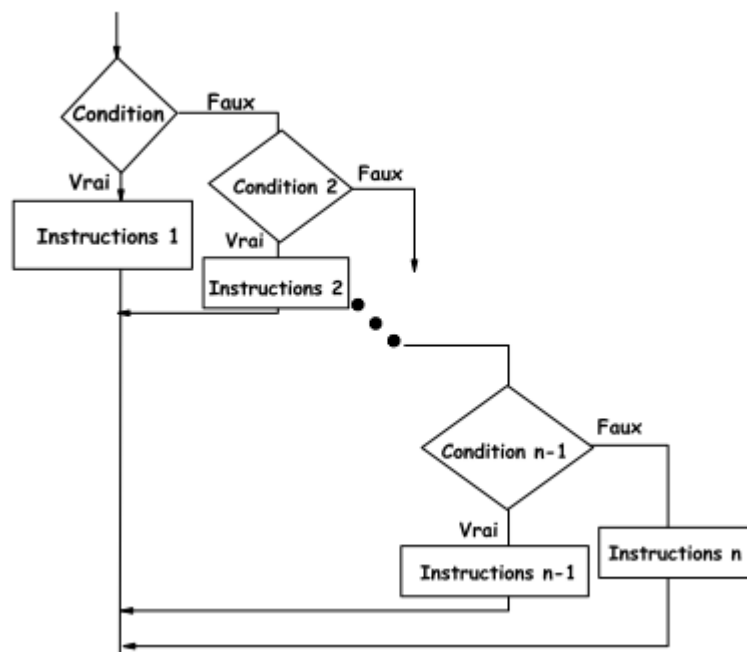 Faux
Condition
Vrai
Condition 2
Faux
Instructions 1
Vrai
Instructions 2
Condition n-1
Faux
Vrai
Instructions n-1
Instructions n